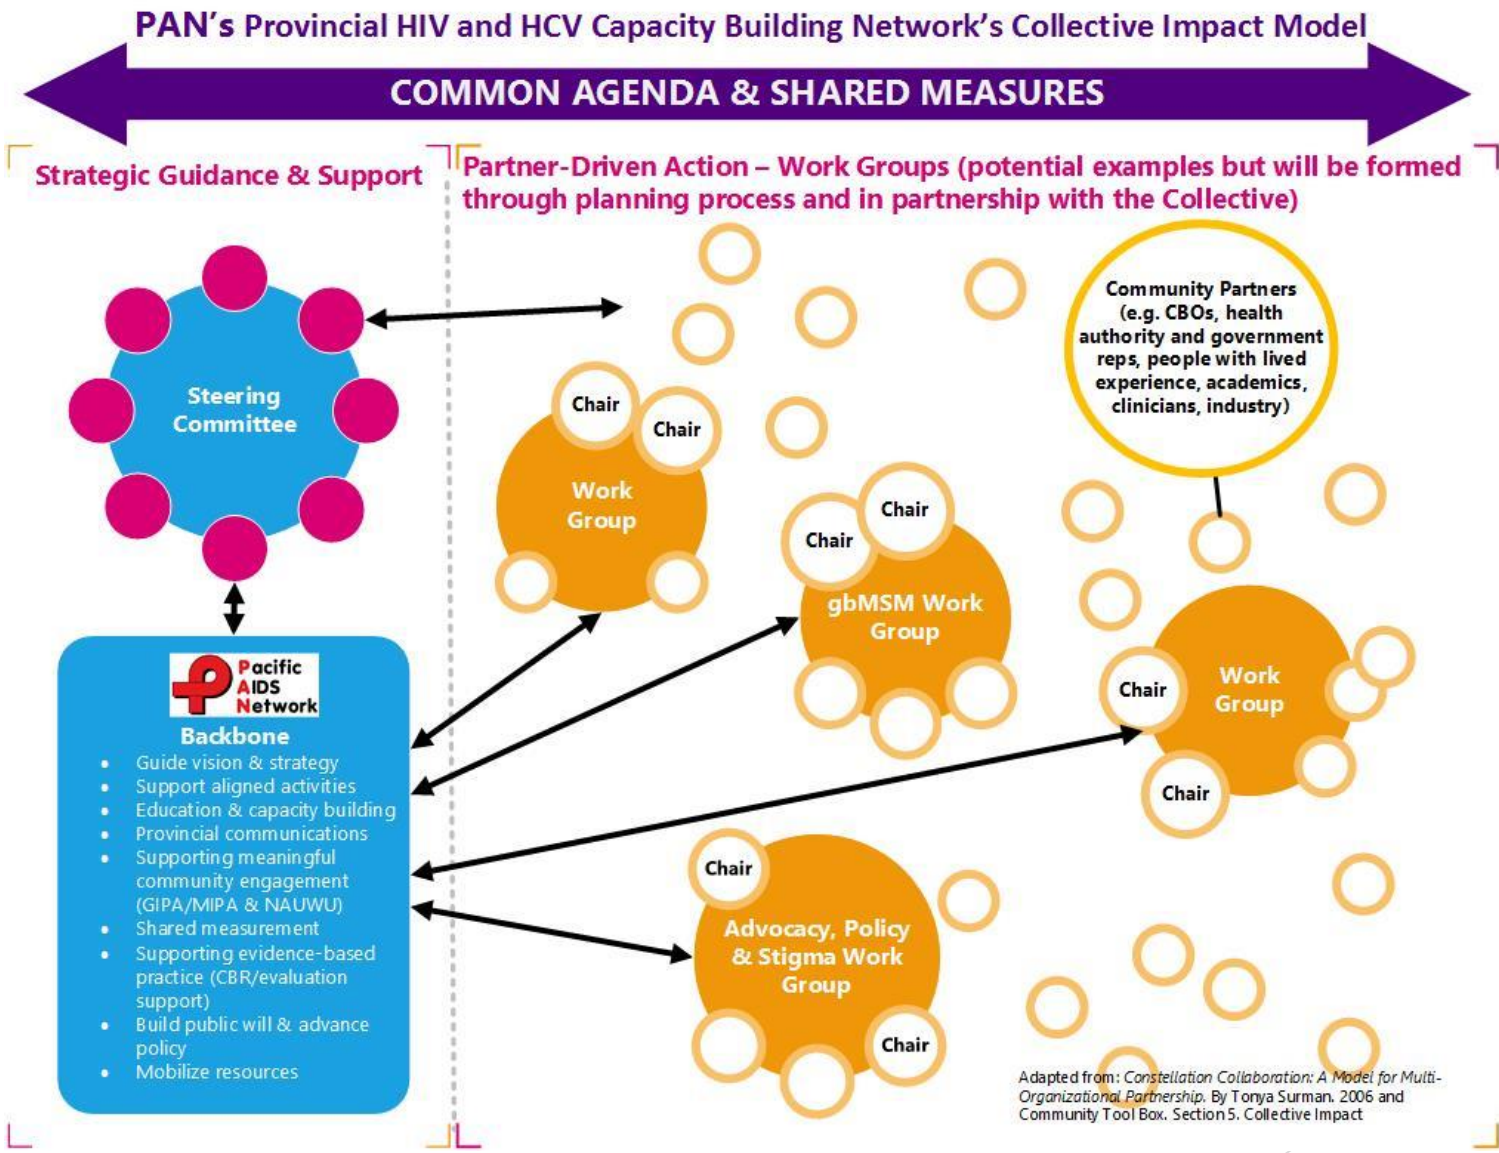 PAN's Provincial HIV and HCV Capacity Building Network's Collective Impact Model
COMMON AGENDA & SHARED MEASURES
Strategic Guidance & Support
Partner-Driven Action – Work Groups (potential examples but will be formed
through planning process and in partnership with the Collective)
Steering
Committee
Pacific
AIDS
Network
Backbone
• Guide vision & strategy
• Support aligned activities
• Education & capacity building
• Provincial communications
• Supporting meaningful
community engagement
(GIPA/MIPA & NAUWU)
• Shared measurement
• Supporting evidence-based
practice (CBR/evaluation
support)
• Build public will & advance
policy
• Mobilize resources
Chair
Chair
Work
Group
Chair
Chair
gbMSM Work
Group
Community Partners
(e.g. CBOs, health
authority and government
reps, people with lived
experience, academics,
clinicians, industry)
Chair
Work
Group
Chair
Chair
Advocacy, Policy
& Stigma Work
Group
Chair
Adapted from: Constellation Collaboration: A Model for Multi-
Organizational Partnership. By Tonya Surman. 2006 and
Community Tool Box. Section 5. Collective Impact